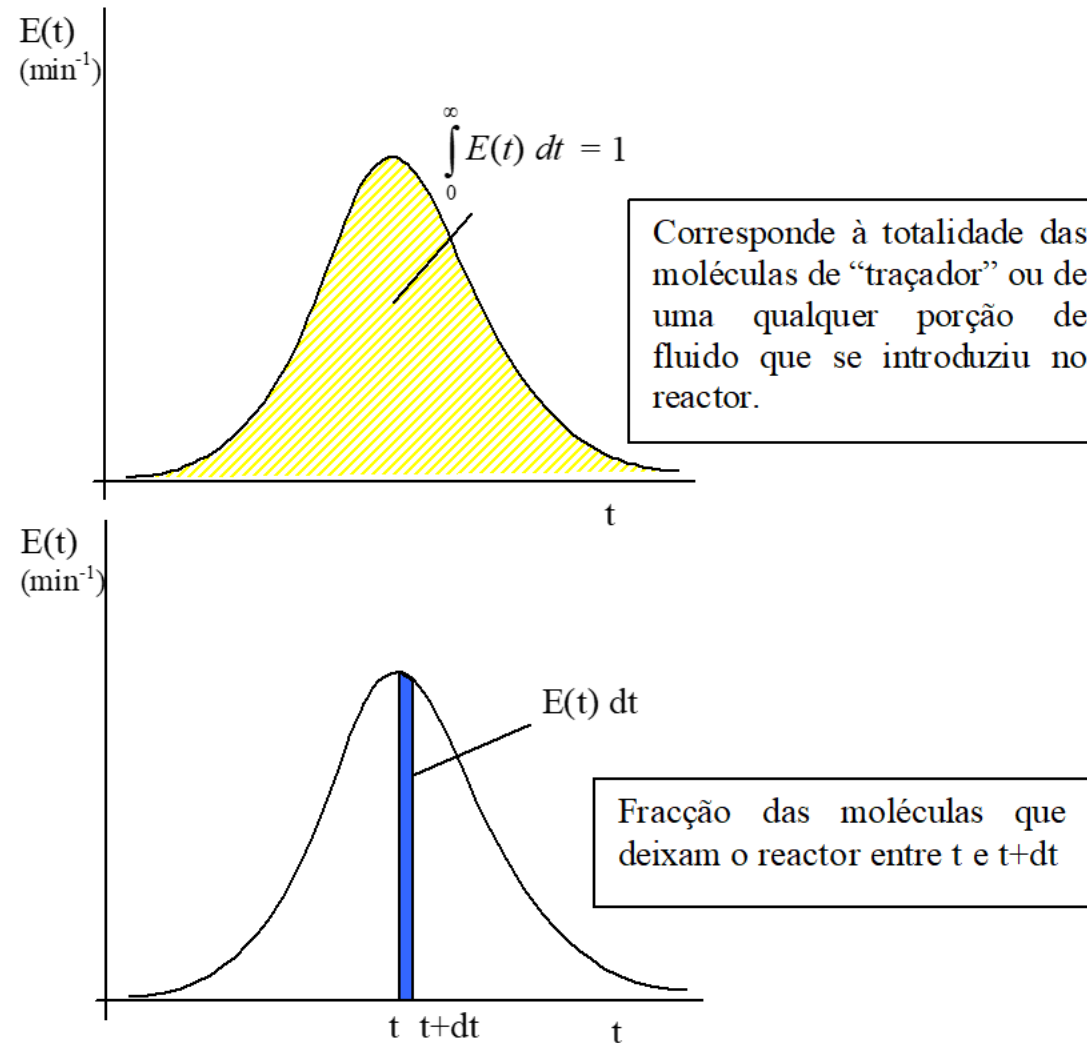 E(t)
(min⁻¹)
∫₀^∞ E(t) dt = 1
Corresponde à totalidade das
moléculas de “traçador” ou de
uma qualquer porção de
fluido que se introduziu no
reactor.
t
E(t)
(min⁻¹)
E(t) dt
Fracção das moléculas que
deixam o reactor entre t e t+dt
t t+dt t